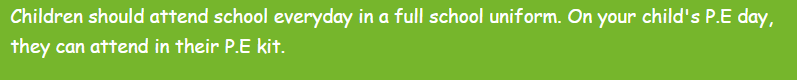 Children should attend school everyday in a full school uniform. On your child's P.E day,
they can attend in their P.E kit.